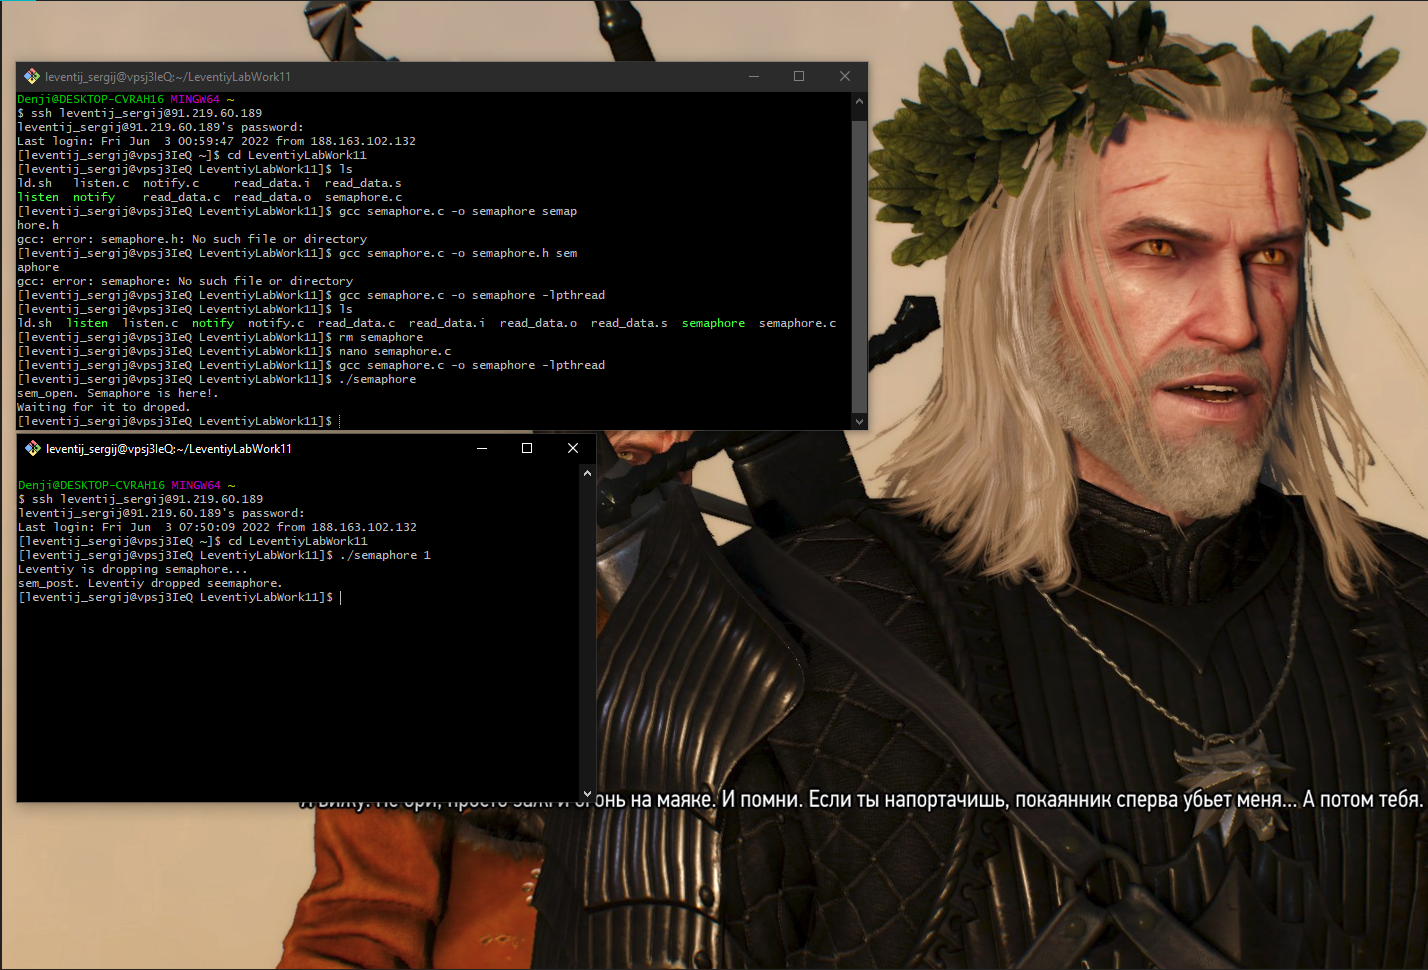 leventij_sergij@vpsj3IeQ:~/LeventiyLabWork11
Denji@DESKTOP-CVRAH16 MINGW64 ~
$ ssh leventij_sergij@91.219.60.189
leventij_sergij@91.219.60.189's password:
Last login: Fri Jun  3 00:59:47 2022 from 188.163.102.132
[leventij_sergij@vpsj3IeQ ~]$ cd LeventiyLabWork11
[leventij_sergij@vpsj3IeQ LeventiyLabWork11]$ ls
ld.sh   listen.c  notify.c     read_data.i  read_data.s
listen  notify    read_data.c  read_data.o  semaphore.c
[leventij_sergij@vpsj3IeQ LeventiyLabWork11]$ gcc semaphore.c -o semaphore semap
hore.h
gcc: error: semaphore.h: No such file or directory
[leventij_sergij@vpsj3IeQ LeventiyLabWork11]$ gcc semaphore.c -o semaphore.h sem
aphore
gcc: error: semaphore: No such file or directory
[leventij_sergij@vpsj3IeQ LeventiyLabWork11]$ gcc semaphore.c -o semaphore -lpthread
[leventij_sergij@vpsj3IeQ LeventiyLabWork11]$ ls
ld.sh  listen  listen.c  notify  notify.c  read_data.c  read_data.i  read_data.o  read_data.s  semaphore  semaphore.c
[leventij_sergij@vpsj3IeQ LeventiyLabWork11]$ rm semaphore
[leventij_sergij@vpsj3IeQ LeventiyLabWork11]$ nano semaphore.c
[leventij_sergij@vpsj3IeQ LeventiyLabWork11]$ gcc semaphore.c -o semaphore -lpthread
[leventij_sergij@vpsj3IeQ LeventiyLabWork11]$ ./semaphore
sem_open. Semaphore is here!.
Waiting for it to droped.
[leventij_sergij@vpsj3IeQ LeventiyLabWork11]$
leventij_sergij@vpsj3IeQ:~/LeventiyLabWork11
Denji@DESKTOP-CVRAH16 MINGW64 ~
$ ssh leventij_sergij@91.219.60.189
leventij_sergij@91.219.60.189's password:
Last login: Fri Jun  3 07:50:09 2022 from 188.163.102.132
[leventij_sergij@vpsj3IeQ ~]$ cd LeventiyLabWork11
[leventij_sergij@vpsj3IeQ LeventiyLabWork11]$ ./semaphore 1
Leventiy is dropping semaphore...
sem_post. Leventiy dropped seemaphore.
[leventij_sergij@vpsj3IeQ LeventiyLabWork11]$
на маяке. И помни. Если ты напортачишь, покаянник сперва убьет меня... А потом тебя.